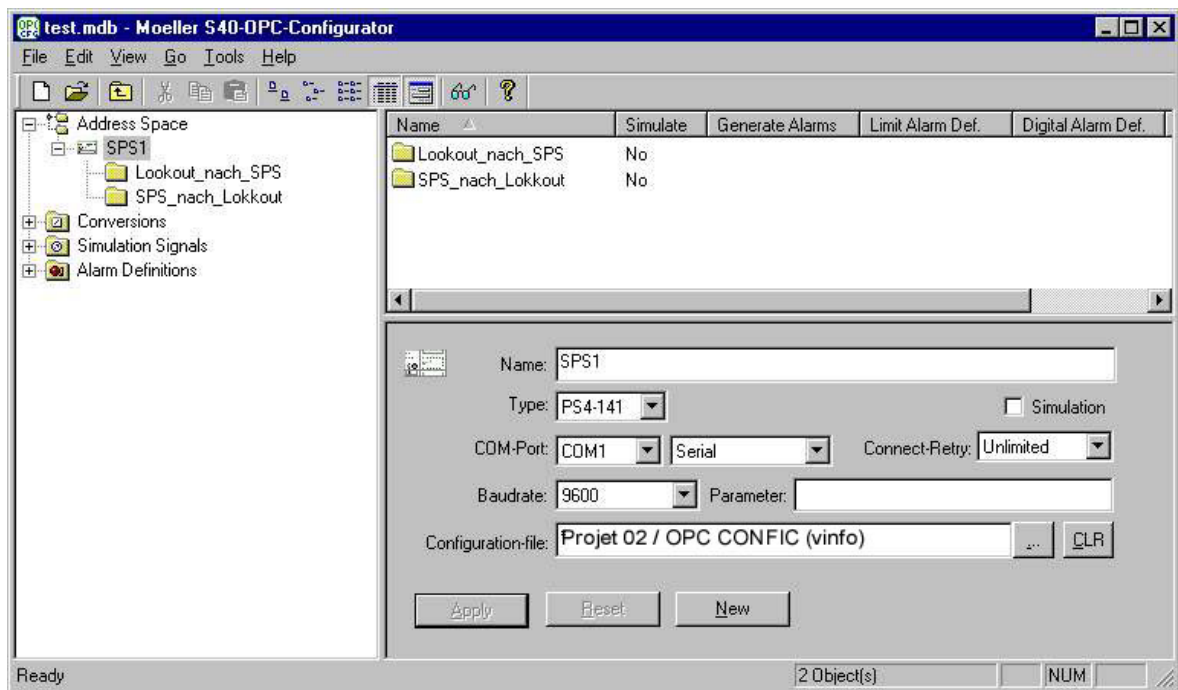 test.mdb - Moeller S40-OPC-Configurator
File Edit View Go Tools Help
Address Space
SPS1
Lookout_nach_SPS
SPS_nach_Lokkout
Conversions
Simulation Signals
Alarm Definitions
Name Simulate Generate Alarms Limit Alarm Def. Digital Alarm Def.
Lookout_nach_SPS No
SPS_nach_Lokkout No
Name: SPS1
Type: PS4-141 Simulation
COM-Port: COM1 Serial Connect-Retry: Unlimited
Baudrate: 9600 Parameter:
Configuration-file: Projet 02 / OPC CONFIC (vinfo) ... CLR
Apply Reset New
Ready 2 Object(s) NUM